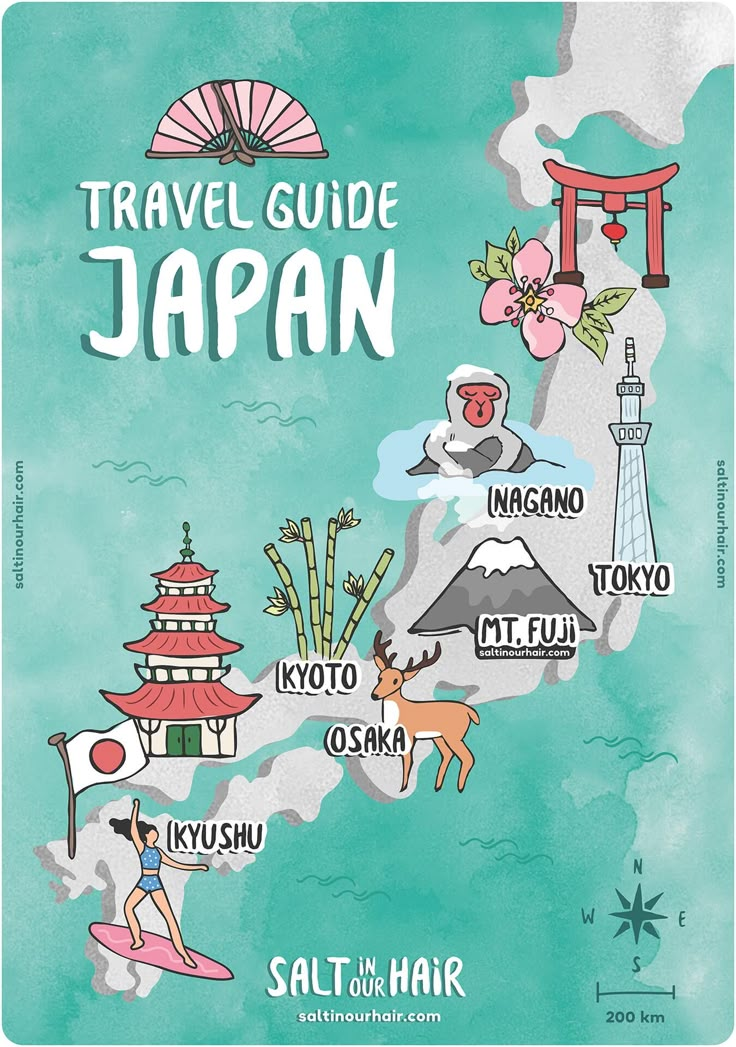 TRAVEL GUIDE
JAPAN
saltinourhair.com
saltinourhair.com
NAGANO
TOKYO
MT. FUJI
saltinourhair.com
KYOTO
OSAKA
KYUSHU
N
W E
S
SALT IN OUR HAIR
saltinourhair.com
200 km